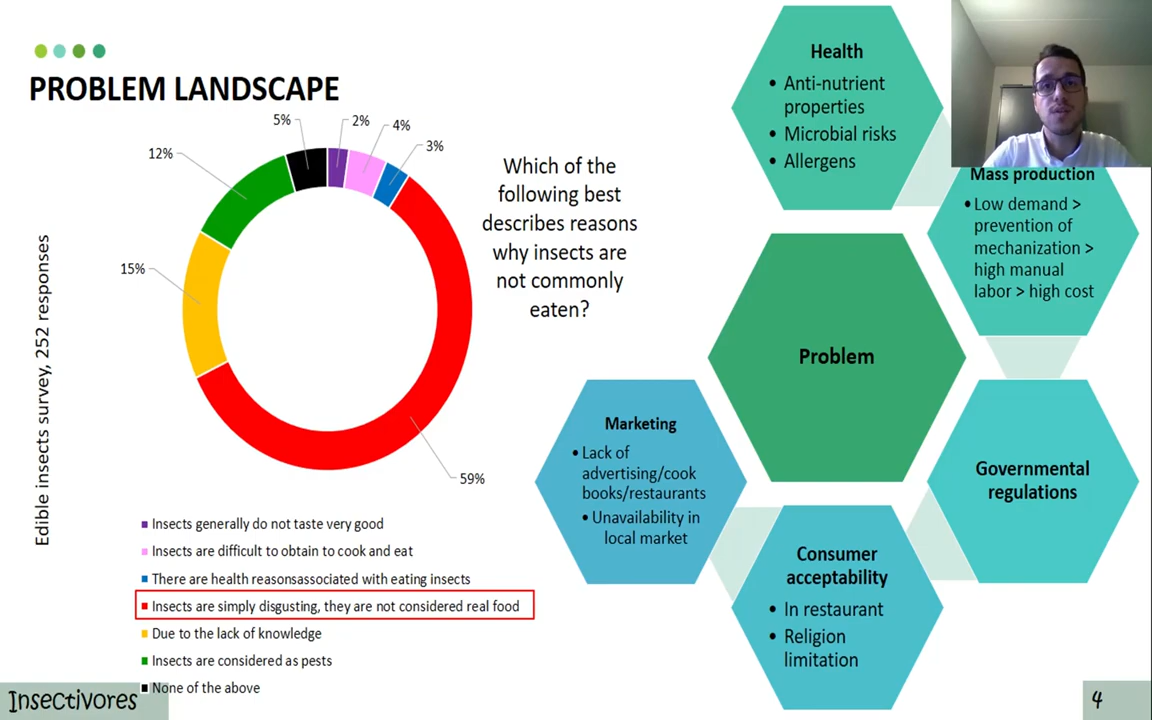 PROBLEM LANDSCAPE
5%
2%
4%
3%
12%
15%
59%
Which of the
following best
describes reasons
why insects are
not commonly
eaten?
Edible insects survey, 252 responses
Insects generally do not taste very good
Insects are difficult to obtain to cook and eat
There are health reasonsassociated with eating insects
Insects are simply disgusting, they are not considered real food
Due to the lack of knowledge
Insects are considered as pests
None of the above
Health
• Anti-nutrient
properties
• Microbial risks
• Allergens
Mass production
• Low demand >
prevention of
mechanization >
high manual
labor > high cost
Problem
Governmental
regulations
Consumer
acceptability
• In restaurant
• Religion
limitation
Marketing
• Lack of
advertising/cook
books/restaurants
• Unavailability in
local market
Insectivores
4